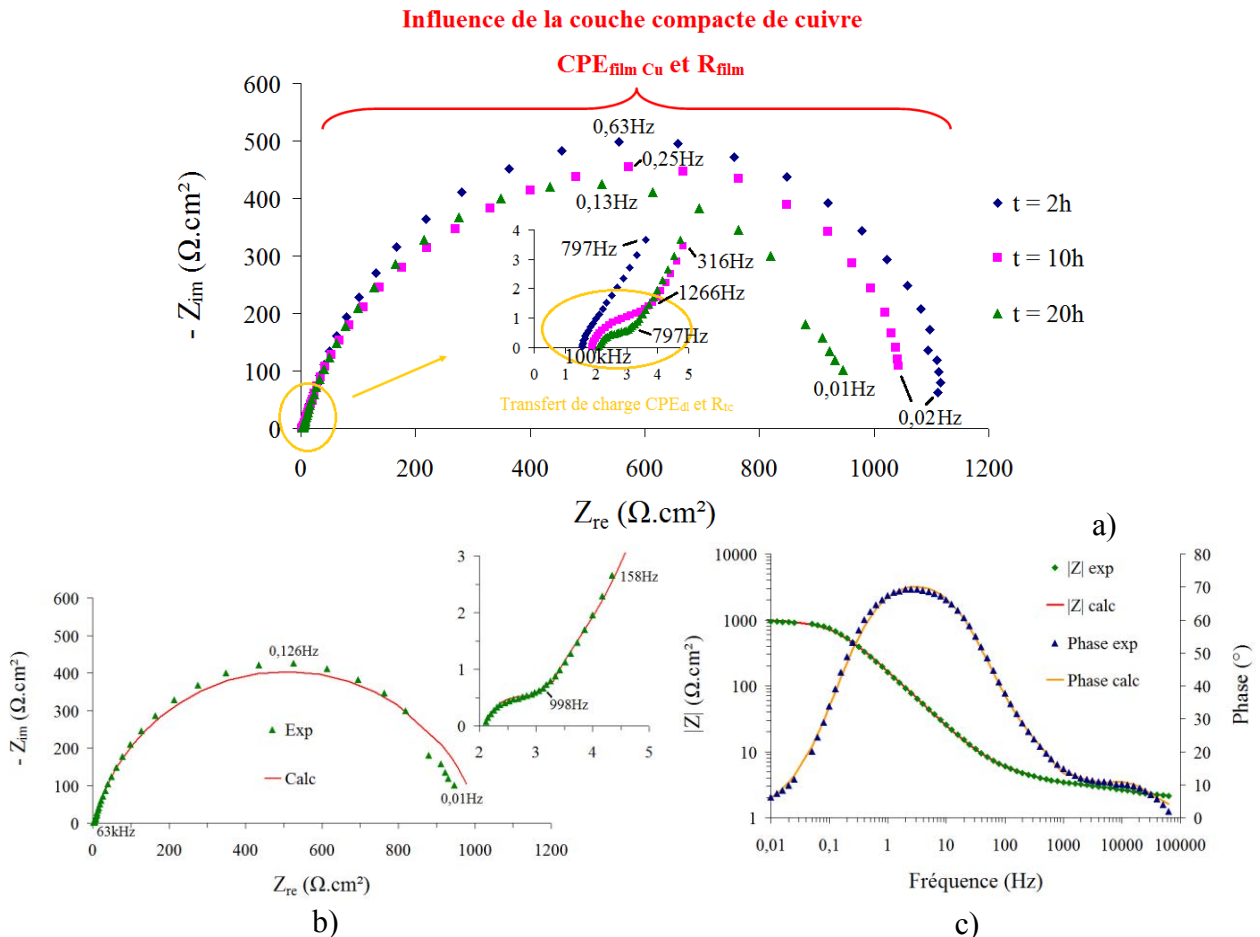 Influence de la couche compacte de cuivre
CPEfilm Cu et Rfilm
600
500
400
300
200
100
0
- Zim (Ω.cm²)
0,63Hz
0,25Hz
0,13Hz
4
3
2
1
0
797Hz
316Hz
1266Hz
797Hz
100kHz
0 1 2 3 4 5
Transfert de charge CPEdl et Rtc
0,01Hz
0,02Hz
t = 2h
t = 10h
t = 20h
0 200 400 600 800 1000 1200
Zre (Ω.cm²)
a)
600
500
400
300
200
100
0
- Zim (Ω.cm²)
0,126Hz
Exp
Calc
63kHz
0,01Hz
3
2
1
0
158Hz
998Hz
2 3 4 5
0 200 400 600 800 1000 1200
Zre (Ω.cm²)
b)
10000
1000
100
10
1
|Z| (Ω.cm²)
|Z| exp
|Z| calc
Phase exp
Phase calc
80
70
60
50
40
30
20
10
0
Phase (°)
0,01 0,1 1 10 100 1000 10000 100000
Fréquence (Hz)
c)